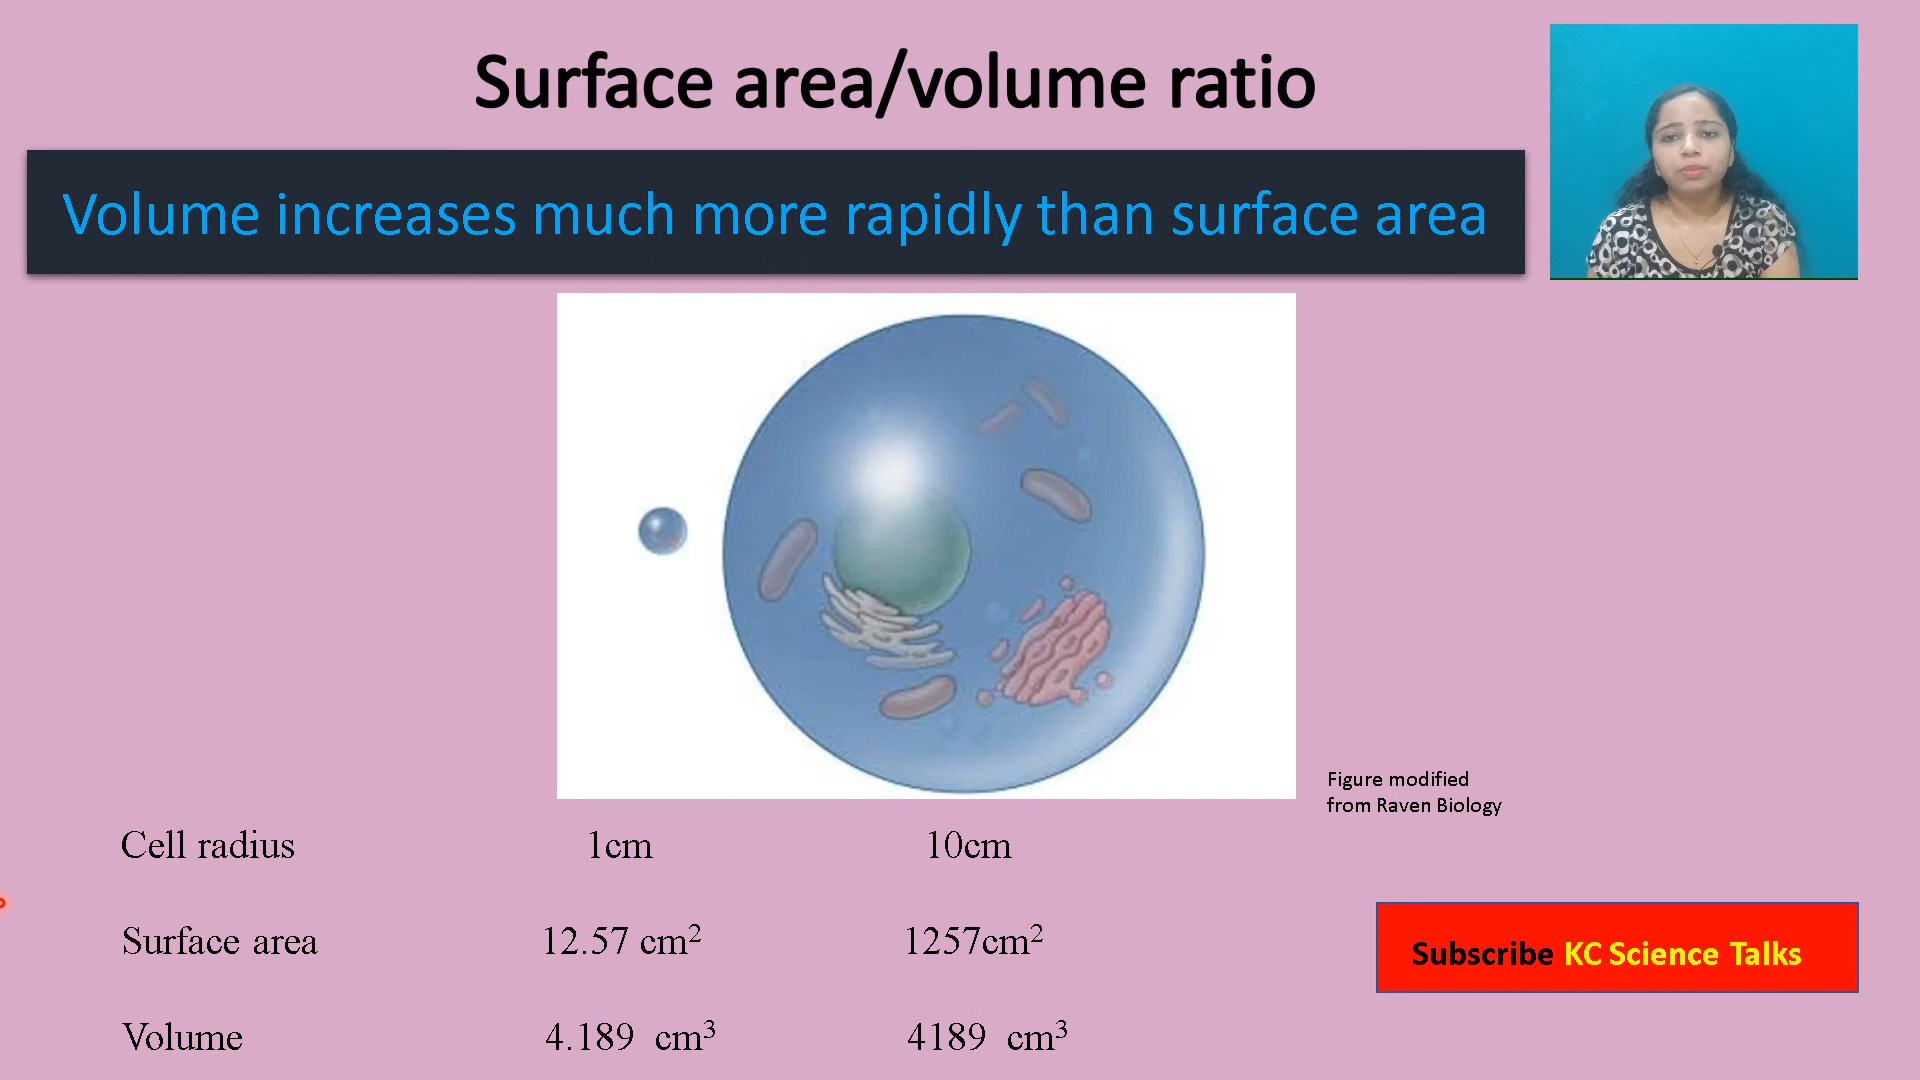 Surface area/volume ratio
Volume increases much more rapidly than surface area
Figure modified
from Raven Biology
Cell radius 1cm 10cm
Surface area 12.57 cm² 1257cm²
Subscribe KC Science Talks
Volume 4.189 cm³ 4189 cm³